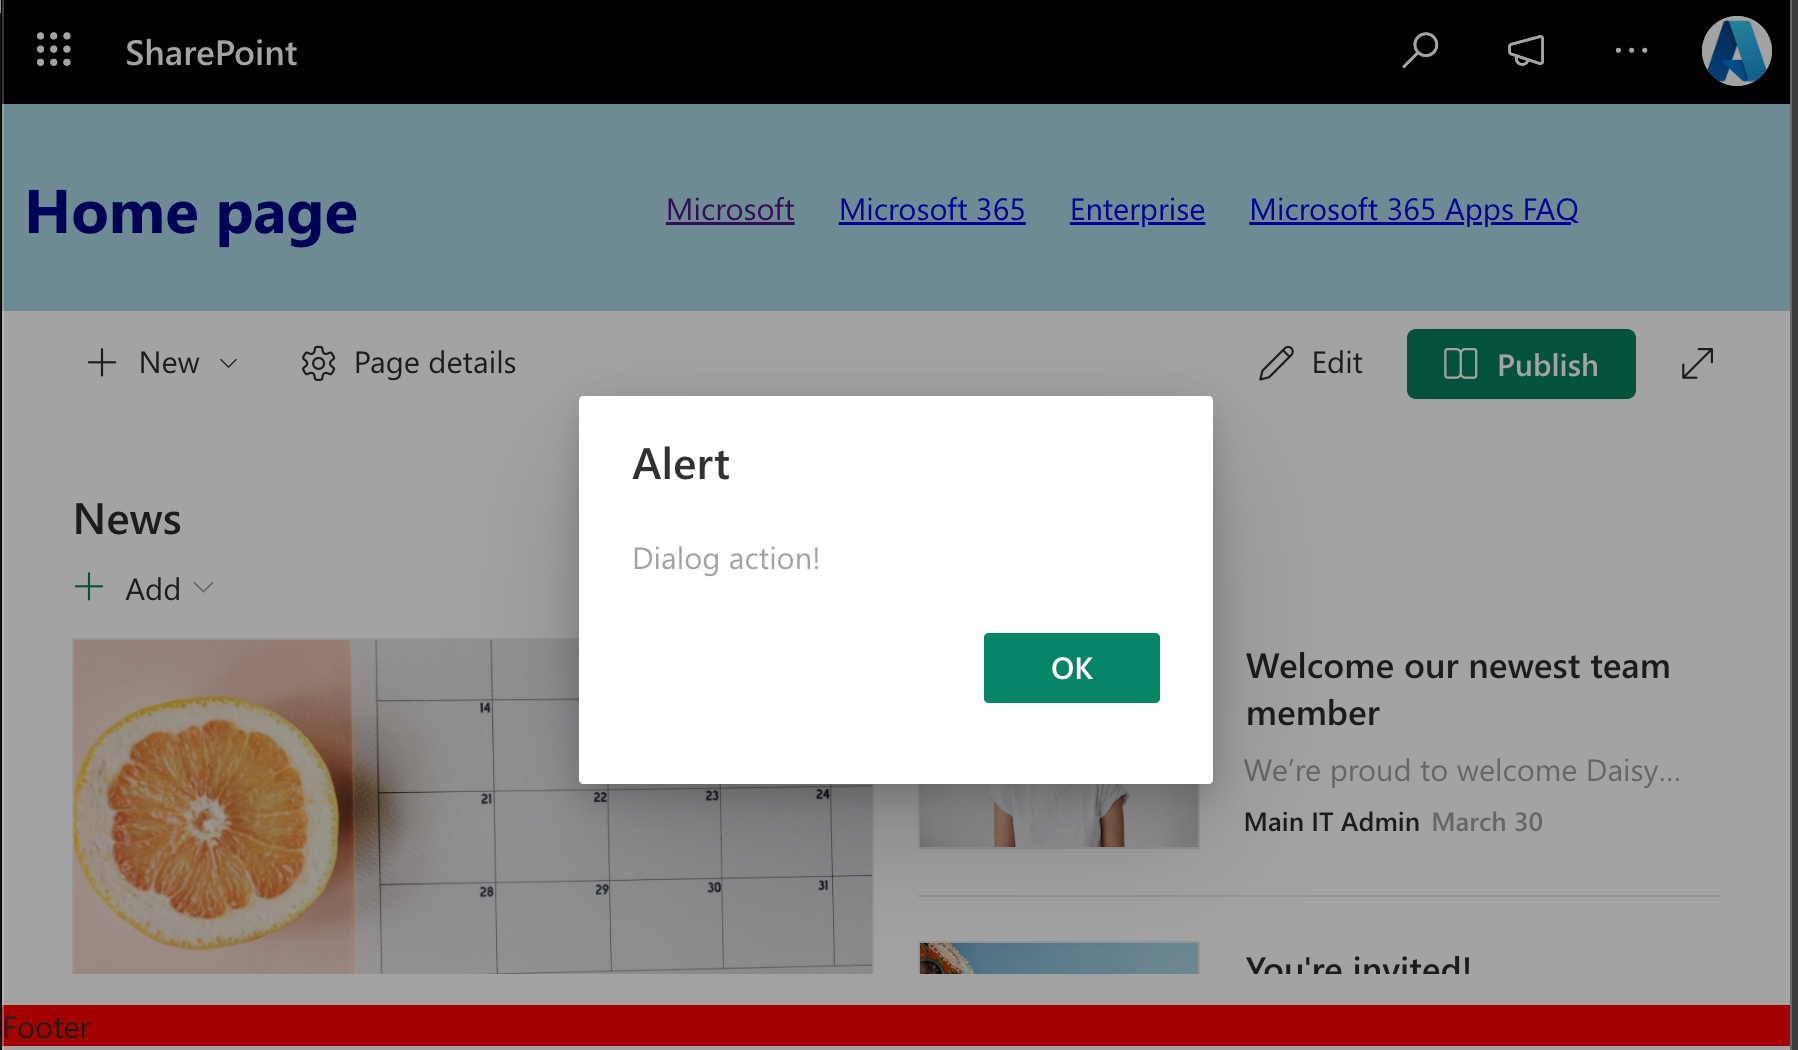 SharePoint
Home page
Microsoft Microsoft 365 Enterprise Microsoft 365 Apps FAQ
New Page details Edit Publish
Alert
Dialog action!
OK
News
Add
14
21 22 23 24
28 29 30 31
Welcome our newest team
member
We’re proud to welcome Daisy...
Main IT Admin March 30
You're invited!
Footer